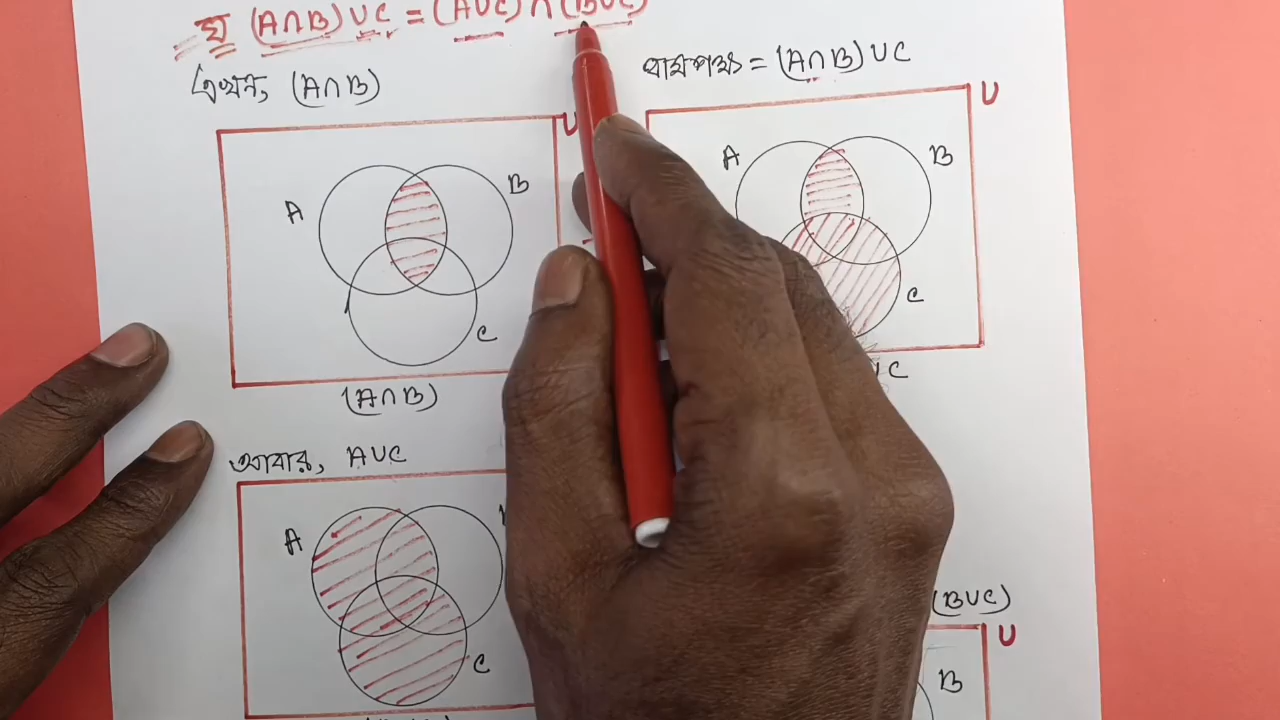 ঘ (A∩B)∪C = (A∪C)∩(B∪C)
এখন, (A∩B)
বামপক্ষ = (A∩B)∪C
U
U
A
B
A
B
C
C
(A∩B)
∪C
আবার, A∪C
A
C
(B∪C)
U
B